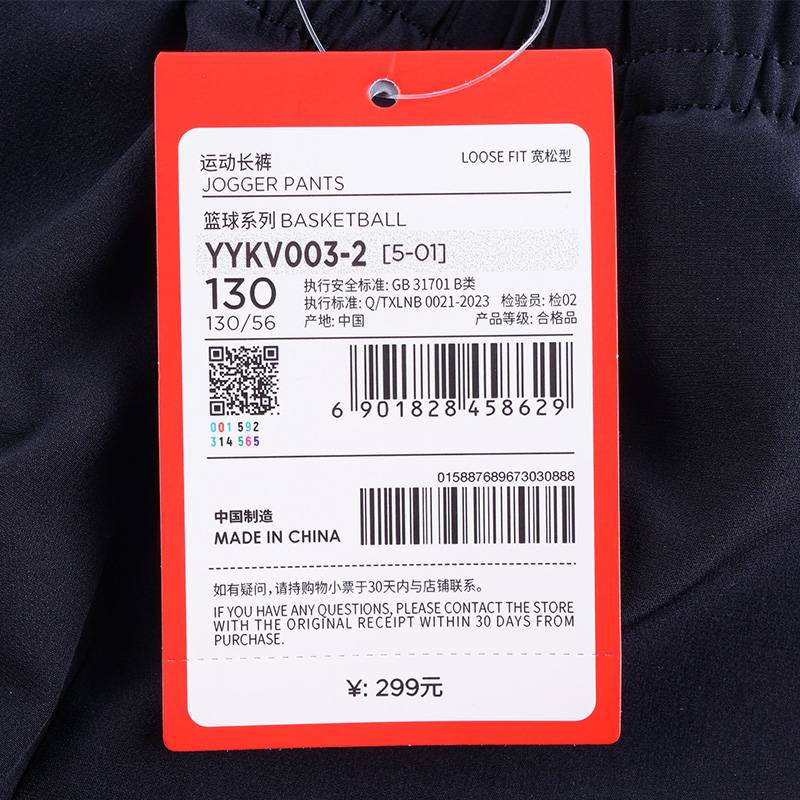 运动长裤
LOOSE FIT 宽松型
JOGGER PANTS
篮球系列 BASKETBALL
YYKV003-2 [5-01]
130
130/56
执行安全标准: GB 31701 B类
执行标准: Q/TXLNB 0021-2023 检验员: 检02
产地: 中国 产品等级: 合格品
001 592
314 565
6 901828 458629
015887689673030888
中国制造
MADE IN CHINA
如有疑问，请持购物小票于30天内与店铺联系。
IF YOU HAVE ANY QUESTIONS, PLEASE CONTACT THE STORE
WITH THE ORIGINAL RECEIPT WITHIN 30 DAYS FROM
PURCHASE.
¥: 299元